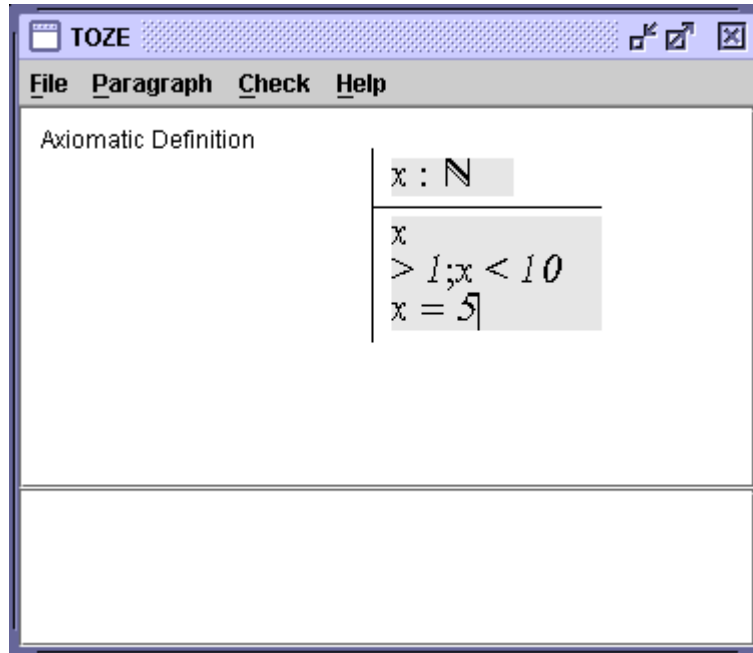 TOZE
File Paragraph Check Help
Axiomatic Definition
x : ℕ
x
> 1;x < 10
x = 5